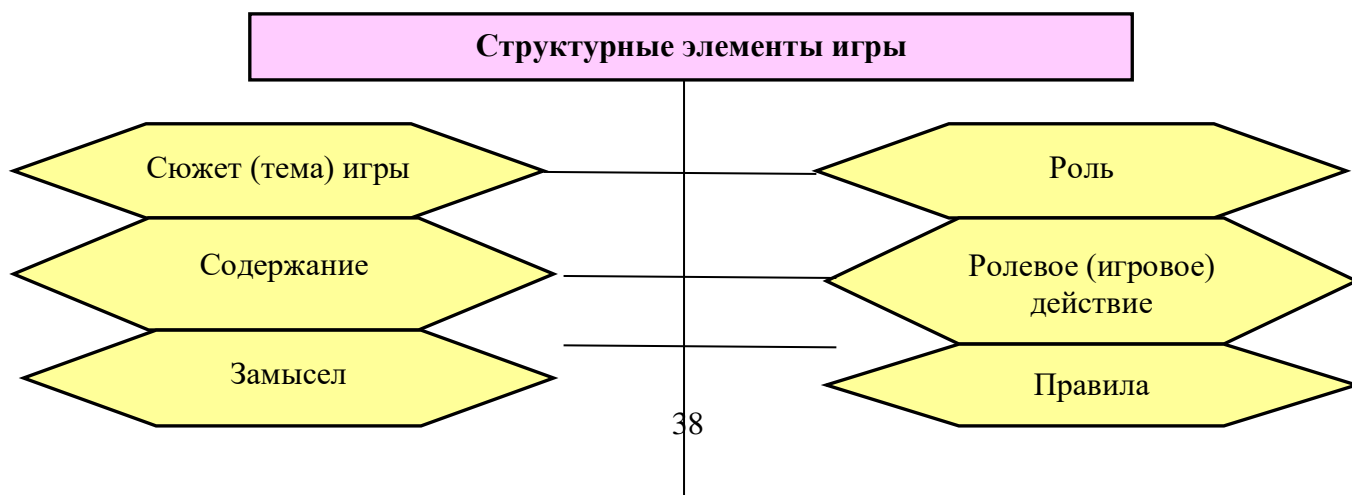 Структурные элементы игры
Сюжет (тема) игры
Роль
Содержание
Ролевое (игровое)
действие
Замысел
Правила
38